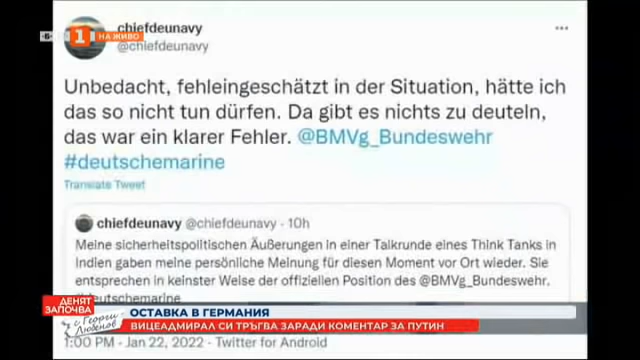 chiefdeunavy
@chiefdeunavy
1
НА ЖИВО
Unbedacht, fehleingeschätzt in der Situation, hätte ich
das so nicht tun dürfen. Da gibt es nichts zu deuteln,
das war ein klarer Fehler. @BMVg_Bundeswehr
#deutschemarine
Translate Tweet
chiefdeunavy @chiefdeunavy · 10h
Meine sicherheitspolitischen Äußerungen in einer Talkrunde eines Think Tanks in
Indien gaben meine persönliche Meinung für diesen Moment vor Ort wieder. Sie
entsprechen in keinster Weise der offiziellen Position des @BMVg_Bundeswehr.
#deutschemarine
ДЕНЯТ
ЗАПОЧВА
с Георги
Любенов
ОСТАВКА В ГЕРМАНИЯ
ВИЦЕАДМИРАЛ СИ ТРЪГВА ЗАРАДИ КОМЕНТАР ЗА ПУТИН
1:00 PM - Jan 22, 2022 · Twitter for Android